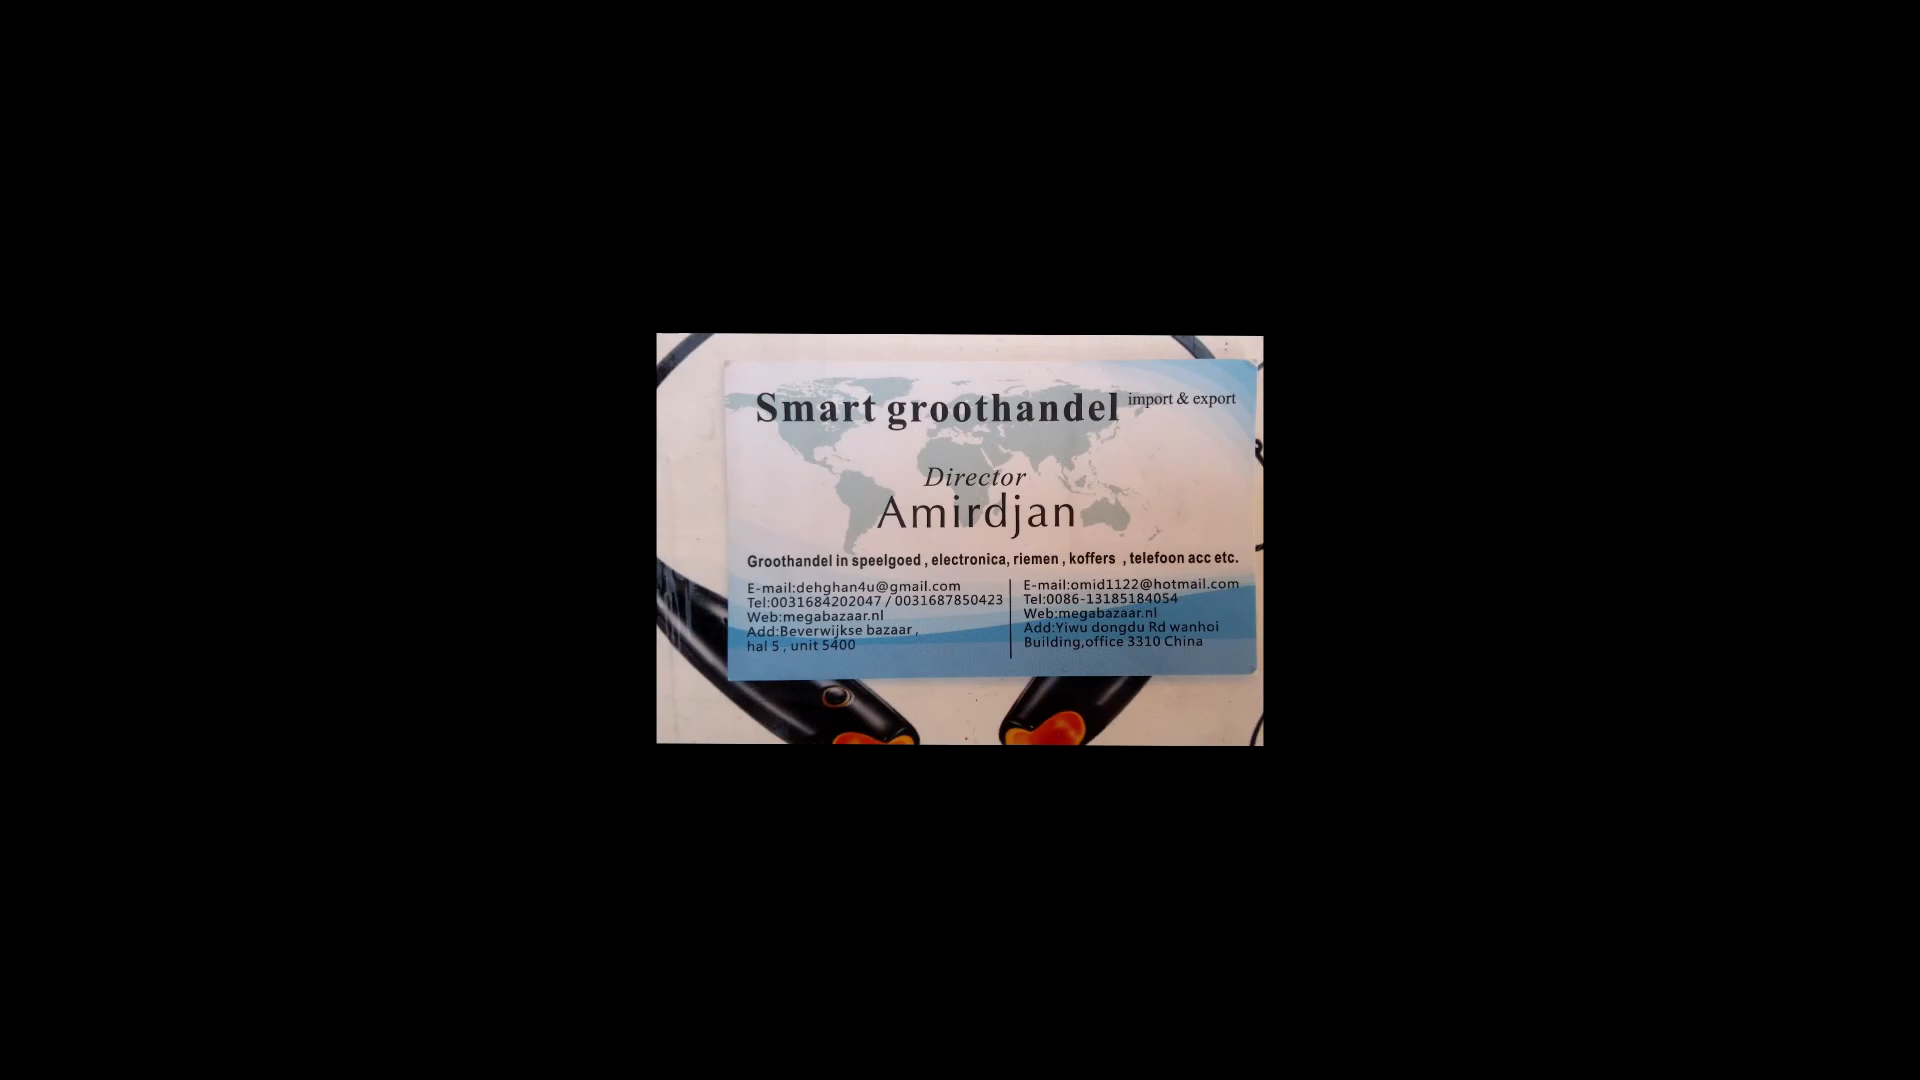 Smart groothandel import & export
Director
Amirdjan
Groothandel in speelgoed , electronica, riemen , koffers , telefoon acc etc.
E-mail:dehghan4u@gmail.com
Tel:0031684202047 / 0031687850423
Web:megabazaar.nl
Add:Beverwijkse bazaar ,
hal 5 , unit 5400
E-mail:omid1122@hotmail.com
Tel:0086-13185184054
Web:megabazaar.nl
Add:Yiwu dongdu Rd wanhoi
Building,office 3310 China